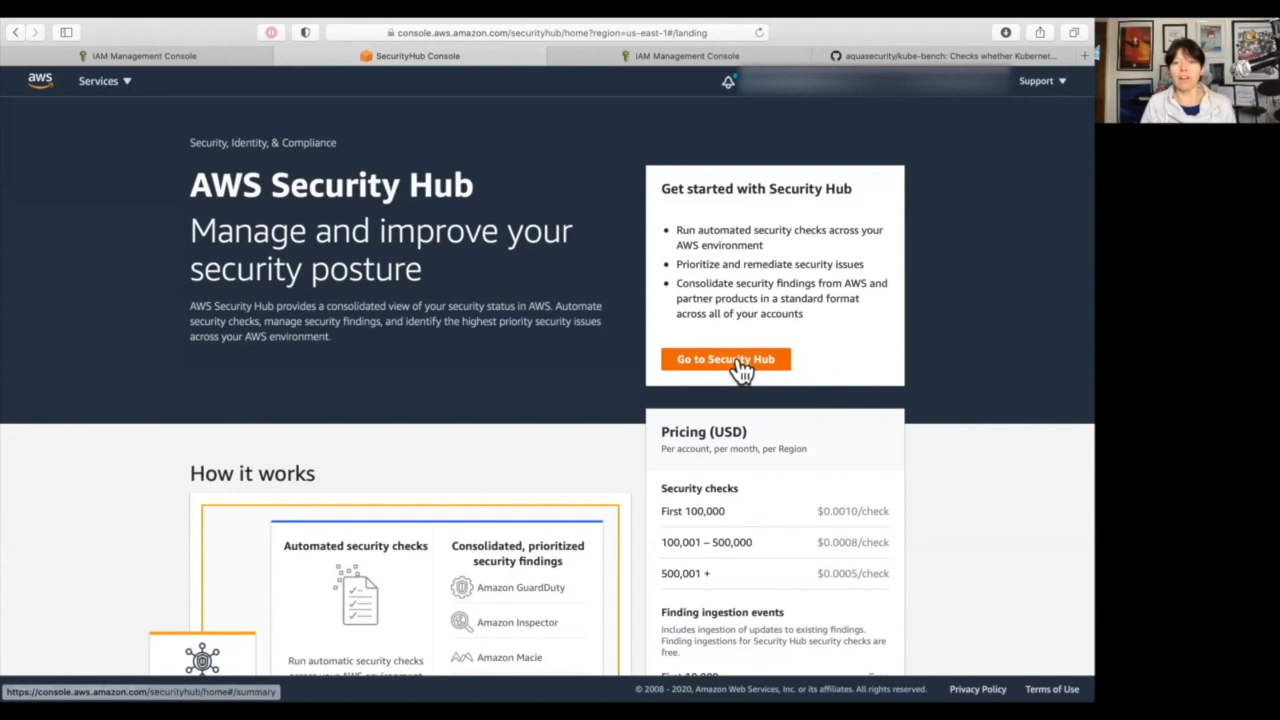 console.aws.amazon.com/securityhub/home?region=us-east-1#/landing
IAM Management Console
SecurityHub Console
IAM Management Console
aquasecurity/kube-bench: Checks whether Kubernet...
aws
Services
Support
Security, Identity, & Compliance
AWS Security Hub
Manage and improve your
security posture
AWS Security Hub provides a consolidated view of your security status in AWS. Automate
security checks, manage security findings, and identify the highest priority security issues
across your AWS environment.
Get started with Security Hub
Run automated security checks across your
AWS environment
Prioritize and remediate security issues
Consolidate security findings from AWS and
partner products in a standard format
across all of your accounts
Go to Security Hub
Pricing (USD)
Per account, per month, per Region
Security checks
First 100,000 $0.0010/check
100,001 – 500,000 $0.0008/check
500,001 + $0.0005/check
Finding ingestion events
Includes ingestion of updates to existing findings.
Finding ingestions for Security Hub security checks are
free.
How it works
Automated security checks
Run automatic security checks
Consolidated, prioritized
security findings
Amazon GuardDuty
Amazon Inspector
Amazon Macie
https://console.aws.amazon.com/securityhub/home#/summary
© 2008 - 2020, Amazon Web Services, Inc. or its affiliates. All rights reserved.
Privacy Policy
Terms of Use